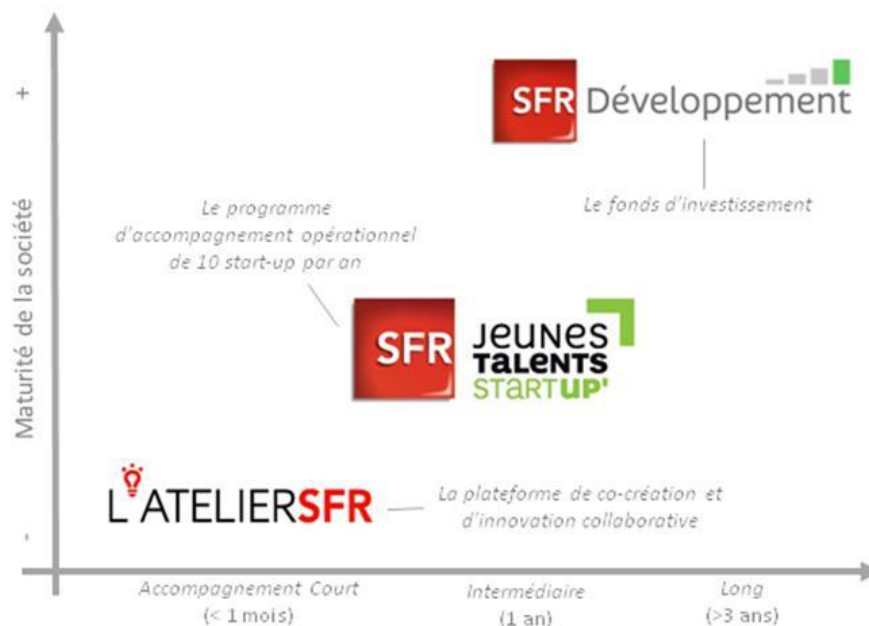 +
SFR Développement
Le fonds d'investissement
Le programme
d'accompagnement opérationnel
de 10 start-up par an
Maturité de la société
SFR
JEUNES
TALENTS
STARTUP'
L'ATELIERSFR
La plateforme de co-création et
d'innovation collaborative
-
Accompagnement Court
(< 1 mois)
Intermédiaire
(1 an)
Long
(>3 ans)